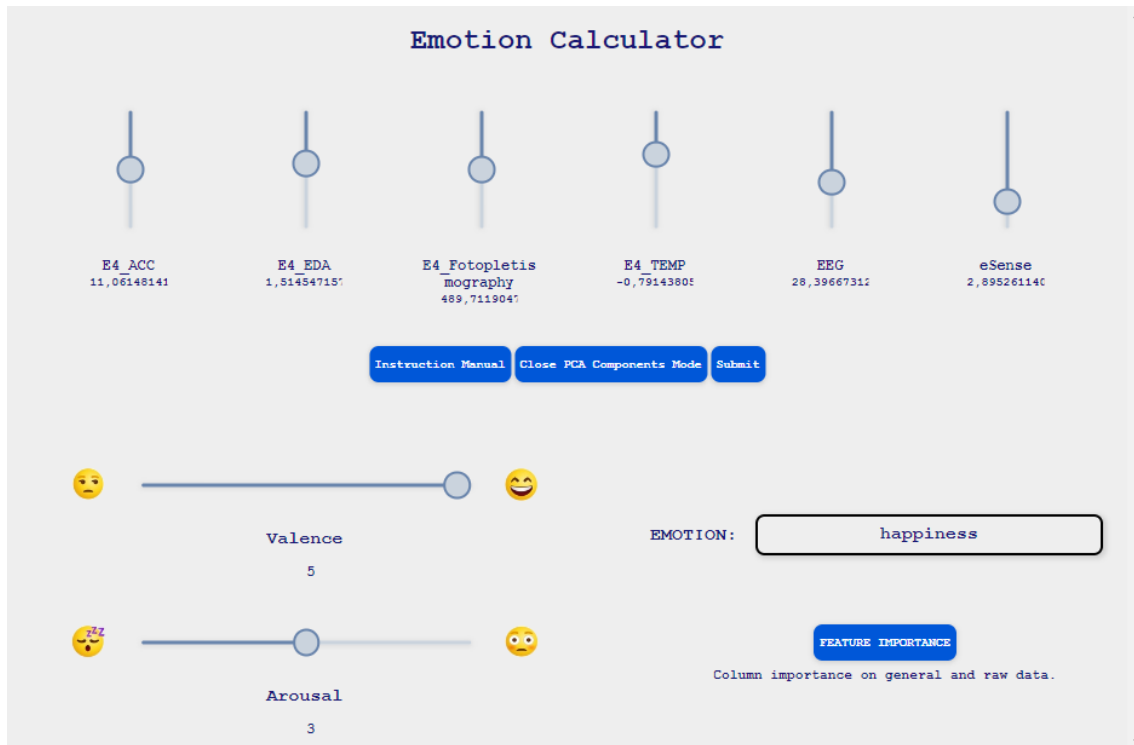 Emotion Calculator
E4_ACC
11,06148141
E4_EDA
1,514547157
E4_Fotopletis
mography
489,7119047
E4_TEMP
-0,79143805
EEG
28,39667312
eSense
2,895261140
Instruction Manual
Close PCA Components Mode
Submit
Valence
5
EMOTION:
happiness
zzZ
Arousal
3
FEATURE IMPORTANCE
Column importance on general and raw data.